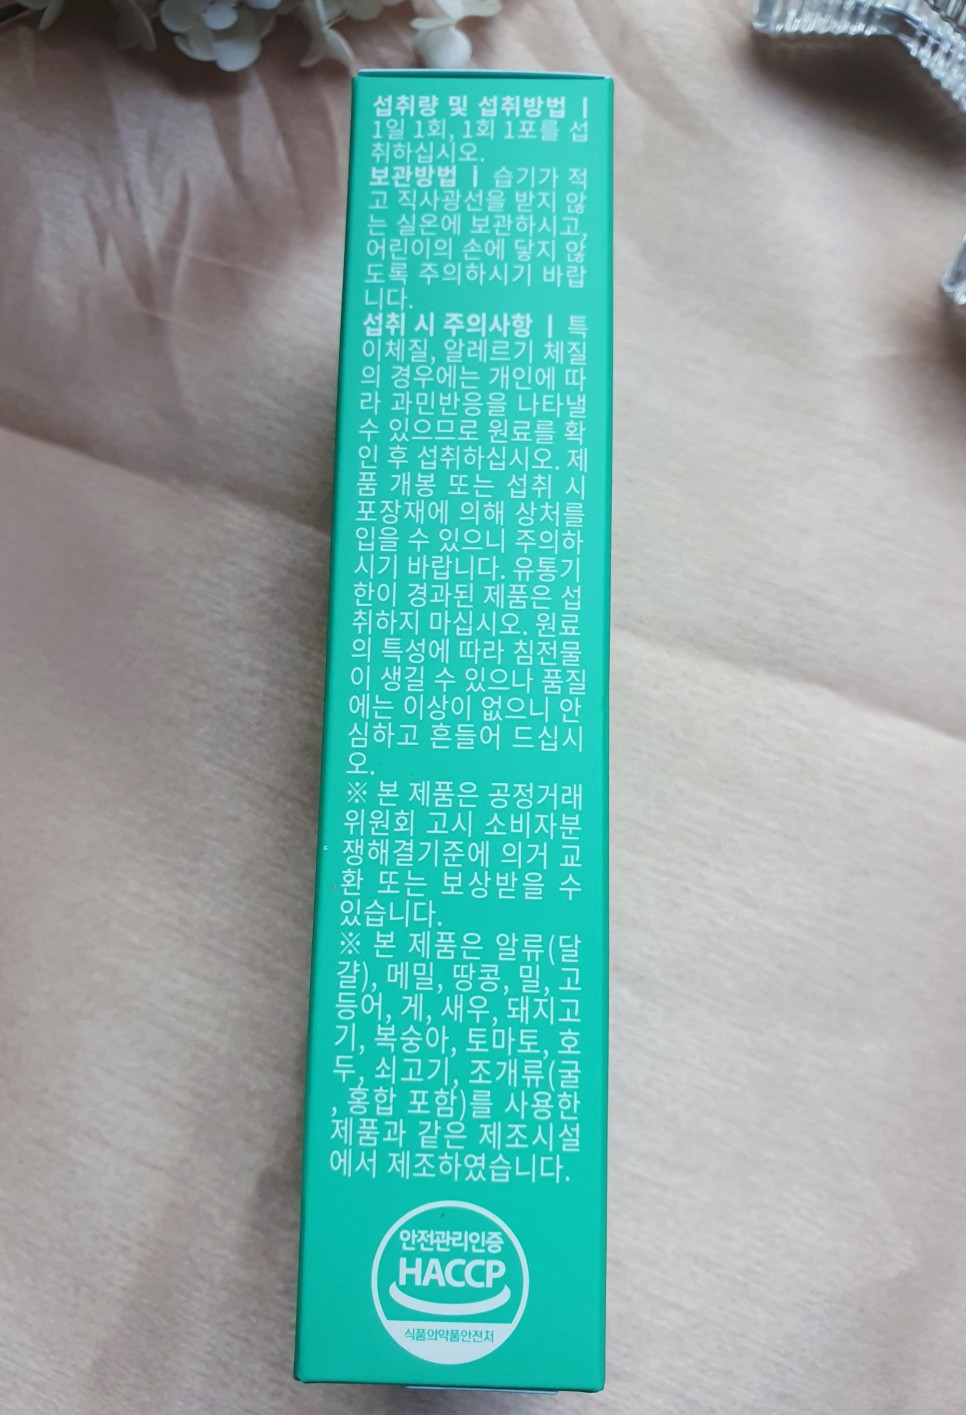 섭취량 및 섭취방법 |
1일 1회, 1회 1포를 섭
취하십시오.
보관방법 | 습기가 적
고 직사광선을 받지 않
는 실온에 보관하시고,
어린이의 손에 닿지 않
도록 주의하시기 바랍
니다.
섭취 시 주의사항 | 특
이체질, 알레르기 체질
의 경우에는 개인에 따
라 과민반응을 나타낼
수 있으므로 원료를 확
인 후 섭취하십시오. 제
품 개봉 또는 섭취 시
포장재에 의해 상처를
입을 수 있으니 주의하
시기 바랍니다. 유통기
한이 경과된 제품은 섭
취하지 마십시오. 원료
의 특성에 따라 침전물
이 생길 수 있으나 품질
에는 이상이 없으니 안
심하고 흔들어 드십시
오.
※ 본 제품은 공정거래
위원회 고시 소비자분
쟁해결기준에 의거 교
환 또는 보상받을 수
있습니다.
※ 본 제품은 알류(달
걀), 메밀, 땅콩, 밀, 고
등어, 게, 새우, 돼지고
기, 복숭아, 토마토, 호
두, 쇠고기, 조개류(굴
, 홍합 포함)를 사용한
제품과 같은 제조시설
에서 제조하였습니다.
안전관리인증
HACCP
식품의약품안전처